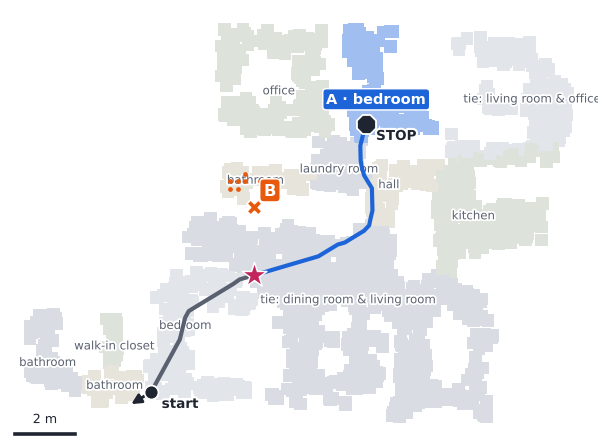 office
A · bedroom
tie: living room & office
STOP
laundry room
bathroom
hall
B
kitchen
tie: dining room & living room
bedroom
walk-in closet
bathroom
bathroom
start
2 m